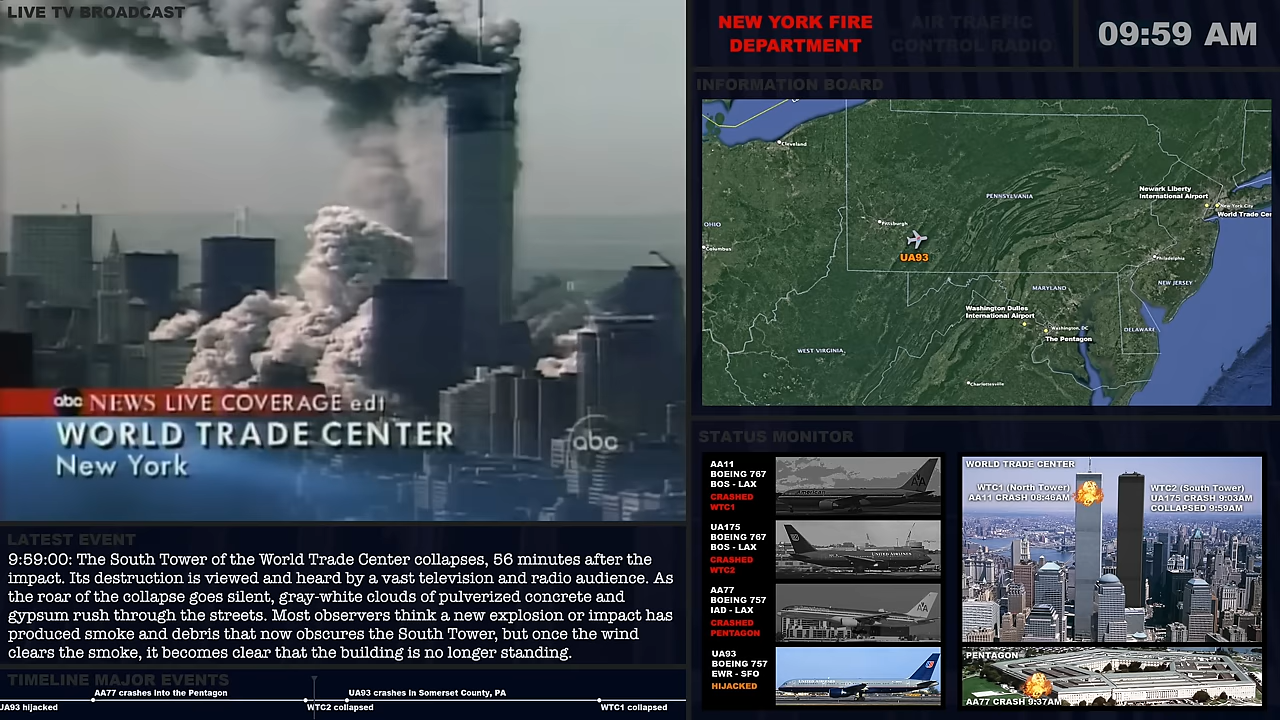 LIVE TV BROADCAST
abc NEWS LIVE COVERAGE edt
WORLD TRADE CENTER
New York
abc
LATEST EVENT
9:59:00: The South Tower of the World Trade Center collapses, 56 minutes after the
impact. Its destruction is viewed and heard by a vast television and radio audience. As
the roar of the collapse goes silent, gray-white clouds of pulverized concrete and
gypsum rush through the streets. Most observers think a new explosion or impact has
produced smoke and debris that now obscures the South Tower, but once the wind
clears the smoke, it becomes clear that the building is no longer standing.
TIMELINE MAJOR EVENTS
AA77 crashes into the Pentagon
UA93 crashes in Somerset County, PA
UA93 hijacked
WTC2 collapsed
WTC1 collapsed
NEW YORK FIRE
DEPARTMENT
AIR TRAFFIC
CONTROL RADIO
09:59 AM
INFORMATION BOARD
Cleveland
PENNSYLVANIA
Newark Liberty
International Airport
New York City
World Trade Cen
OHIO
Pittsburgh
Columbus
UA93
Philadelphia
NEW JERSEY
MARYLAND
Washington Dulles
International Airport
Washington, DC
The Pentagon
DELAWARE
WEST VIRGINIA
Charlottesville
STATUS MONITOR
AA11
BOEING 767
BOS - LAX
CRASHED
WTC1
American
UA175
BOEING 767
BOS - LAX
CRASHED
WTC2
UNITED AIRLINES
AA77
BOEING 757
IAD - LAX
CRASHED
PENTAGON
UA93
BOEING 757
EWR - SFO
HIJACKED
UNITED AIRLINES
WORLD TRADE CENTER
WTC1 (North Tower)
AA11 CRASH 08:46AM
WTC2 (South Tower)
UA175 CRASH 9:03AM
COLLAPSED 9:59AM
PENTAGON
AA77 CRASH 9:37AM